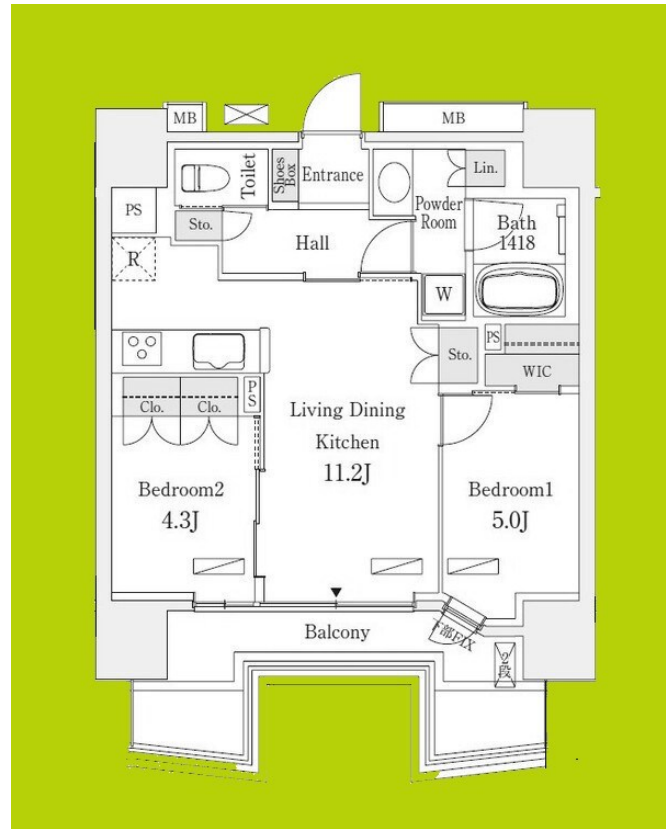 MB
MB
Toilet
Shoes
Box
Entrance
Lin.
PS
Sto.
Powder
Room
Bath
1418
Hall
R
W
PS
Sto.
WIC
Clo.
Clo.
PS
Living Dining
Kitchen
11.2J
Bedroom2
4.3J
Bedroom1
5.0J
Balcony
下部FIX